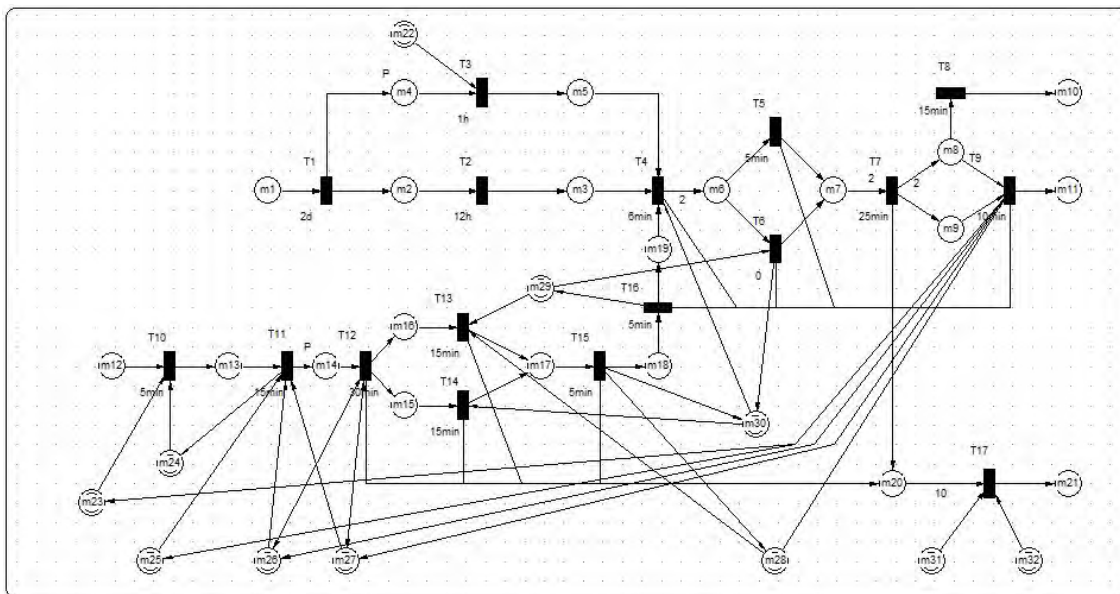 m22
T3
P
T8
m4
m5
m10
1h
15min
T5
m8
5min
T1
T2
T4
T7
T9
2
2
m1
m2
m3
2
m6
m7
m11
2d
12h
6min
25min
10min
T6
m9
m19
0
m29
T16
T13
m16
5min
T10
T11
T12
15min
T15
P
m12
m13
m14
m17
m18
5min
15min
30min
T14
5min
m15
15min
m30
T17
m24
m20
m21
m23
10
m25
m26
m27
m28
m31
m32